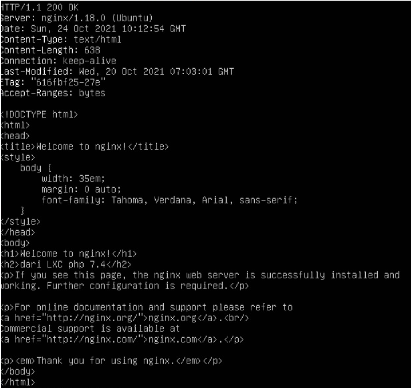 HTTP/1.1 200 OK
Server: nginx/1.18.0 (Ubuntu)
Date: Sun, 24 Oct 2021 10:12:54 GMT
Content-Type: text/html
Content-Length: 638
Connection: keep-alive
Last-Modified: Wed, 20 Oct 2021 07:03:01 GMT
ETag: "616fbf25-27e"
Accept-Ranges: bytes

<!DOCTYPE html>
<html>
<head>
<title>Welcome to nginx!</title>
<style>
    body {
        width: 35em;
        margin: 0 auto;
        font-family: Tahoma, Verdana, Arial, sans-serif;
    }
</style>
</head>
<body>
<h1>Welcome to nginx!</h1>
<h2>dari LXC php 7.4</h2>
<p>If you see this page, the nginx web server is successfully installed and
working. Further configuration is required.</p>

<p>For online documentation and support please refer to
<a href="http://nginx.org/">nginx.org</a>.<br/>
Commercial support is available at
<a href="http://nginx.com/">nginx.com</a>.</p>

<p><em>Thank you for using nginx.</em></p>
</body>
</html>